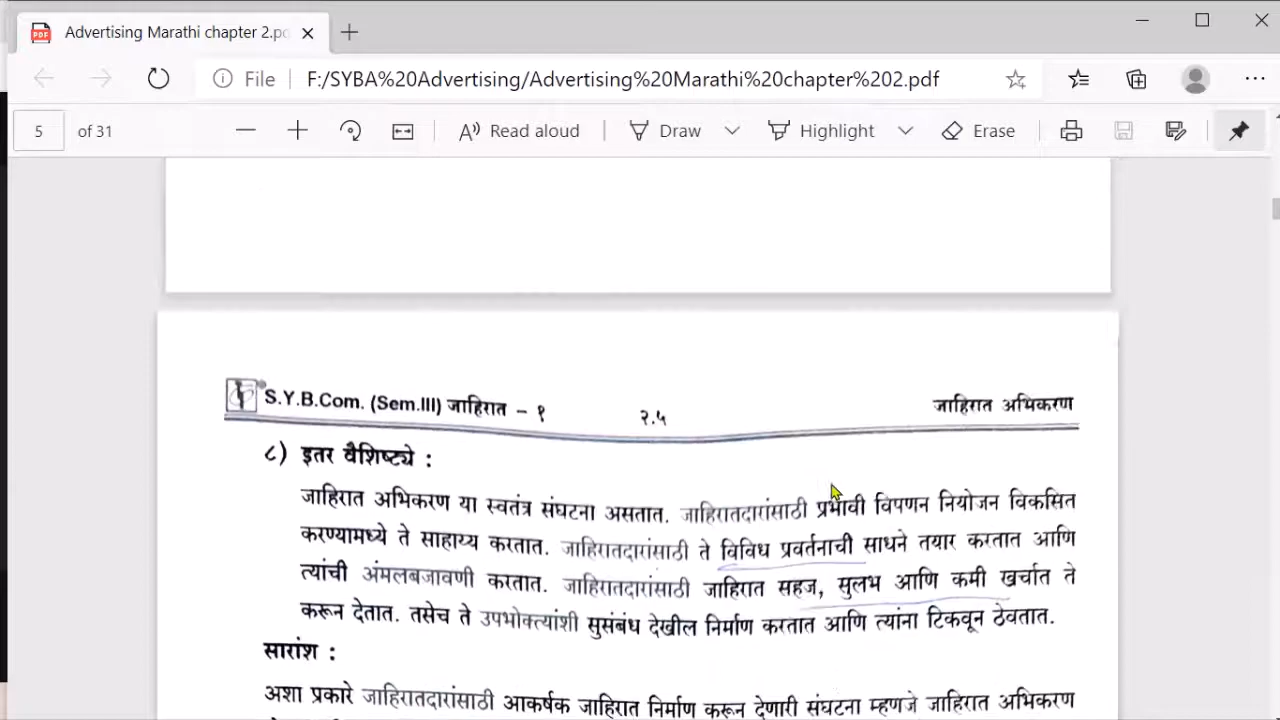 Advertising Marathi chapter 2.pd
File F:/SYBA%20Advertising/Advertising%20Marathi%20chapter%202.pdf
5 of 31 Read aloud Draw Highlight Erase
S.Y.B.Com. (Sem.III) जाहिरात - १ २.५ जाहिरात अभिकरण
८) इतर वैशिष्ट्ये :
जाहिरात अभिकरण या स्वतंत्र संघटना असतात. जाहिरातदारांसाठी प्रभावी विपणन नियोजन विकसित
करण्यामध्ये ते साहाय्य करतात. जाहिरातदारांसाठी ते विविध प्रवर्तनाची साधने तयार करतात आणि
त्यांची अंमलबजावणी करतात. जाहिरातदारांसाठी जाहिरात सहज, सुलभ आणि कमी खर्चात ते
करून देतात. तसेच ते उपभोक्त्यांशी सुसंबंध देखील निर्माण करतात आणि त्यांना टिकवून ठेवतात.
सारांश :
अशा प्रकारे जाहिरातदारांसाठी आकर्षक जाहिरात निर्माण करून देणारी संघटना म्हणजे जाहिरात अभिकरण